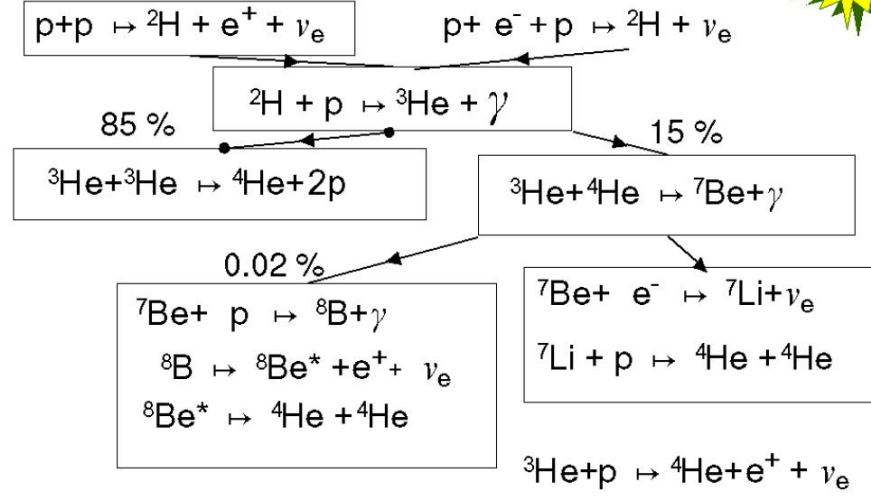 p+p ↦ ²H + e⁺ + νₑ
p+ e⁻ + p ↦ ²H + νₑ
²H + p ↦ ³He + γ
85 %
15 %
³He+³He ↦ ⁴He+2p
³He+⁴He ↦ ⁷Be+γ
0.02 %
⁷Be+ p ↦ ⁸B+γ
⁸B ↦ ⁸Be* +e⁺+ νₑ
⁸Be* ↦ ⁴He +⁴He
⁷Be+ e⁻ ↦ ⁷Li+νₑ
⁷Li + p ↦ ⁴He +⁴He
³He+p ↦ ⁴He+e⁺ + νₑ